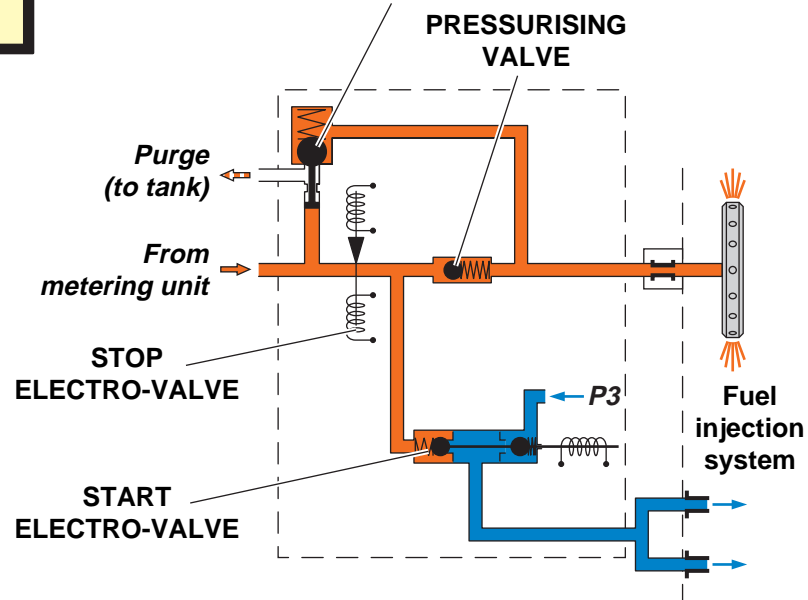 PRESSURISING
VALVE
Purge
(to tank)
From
metering unit
STOP
ELECTRO-VALVE
P3
Fuel
injection
system
START
ELECTRO-VALVE